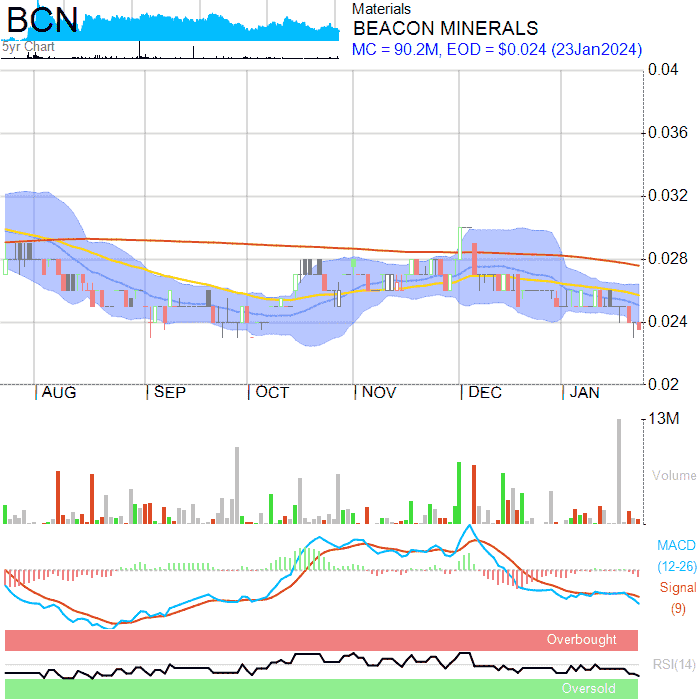 BCN
5yr Chart
Materials
BEACON MINERALS
MC = 90.2M, EOD = $0.024 (23Jan2024)
0.04
0.036
0.032
0.028
0.024
0.02
AUG SEP OCT NOV DEC JAN
13M
Volume
MACD
(12-26)
Signal
(9)
Overbought
RSI(14)
Oversold